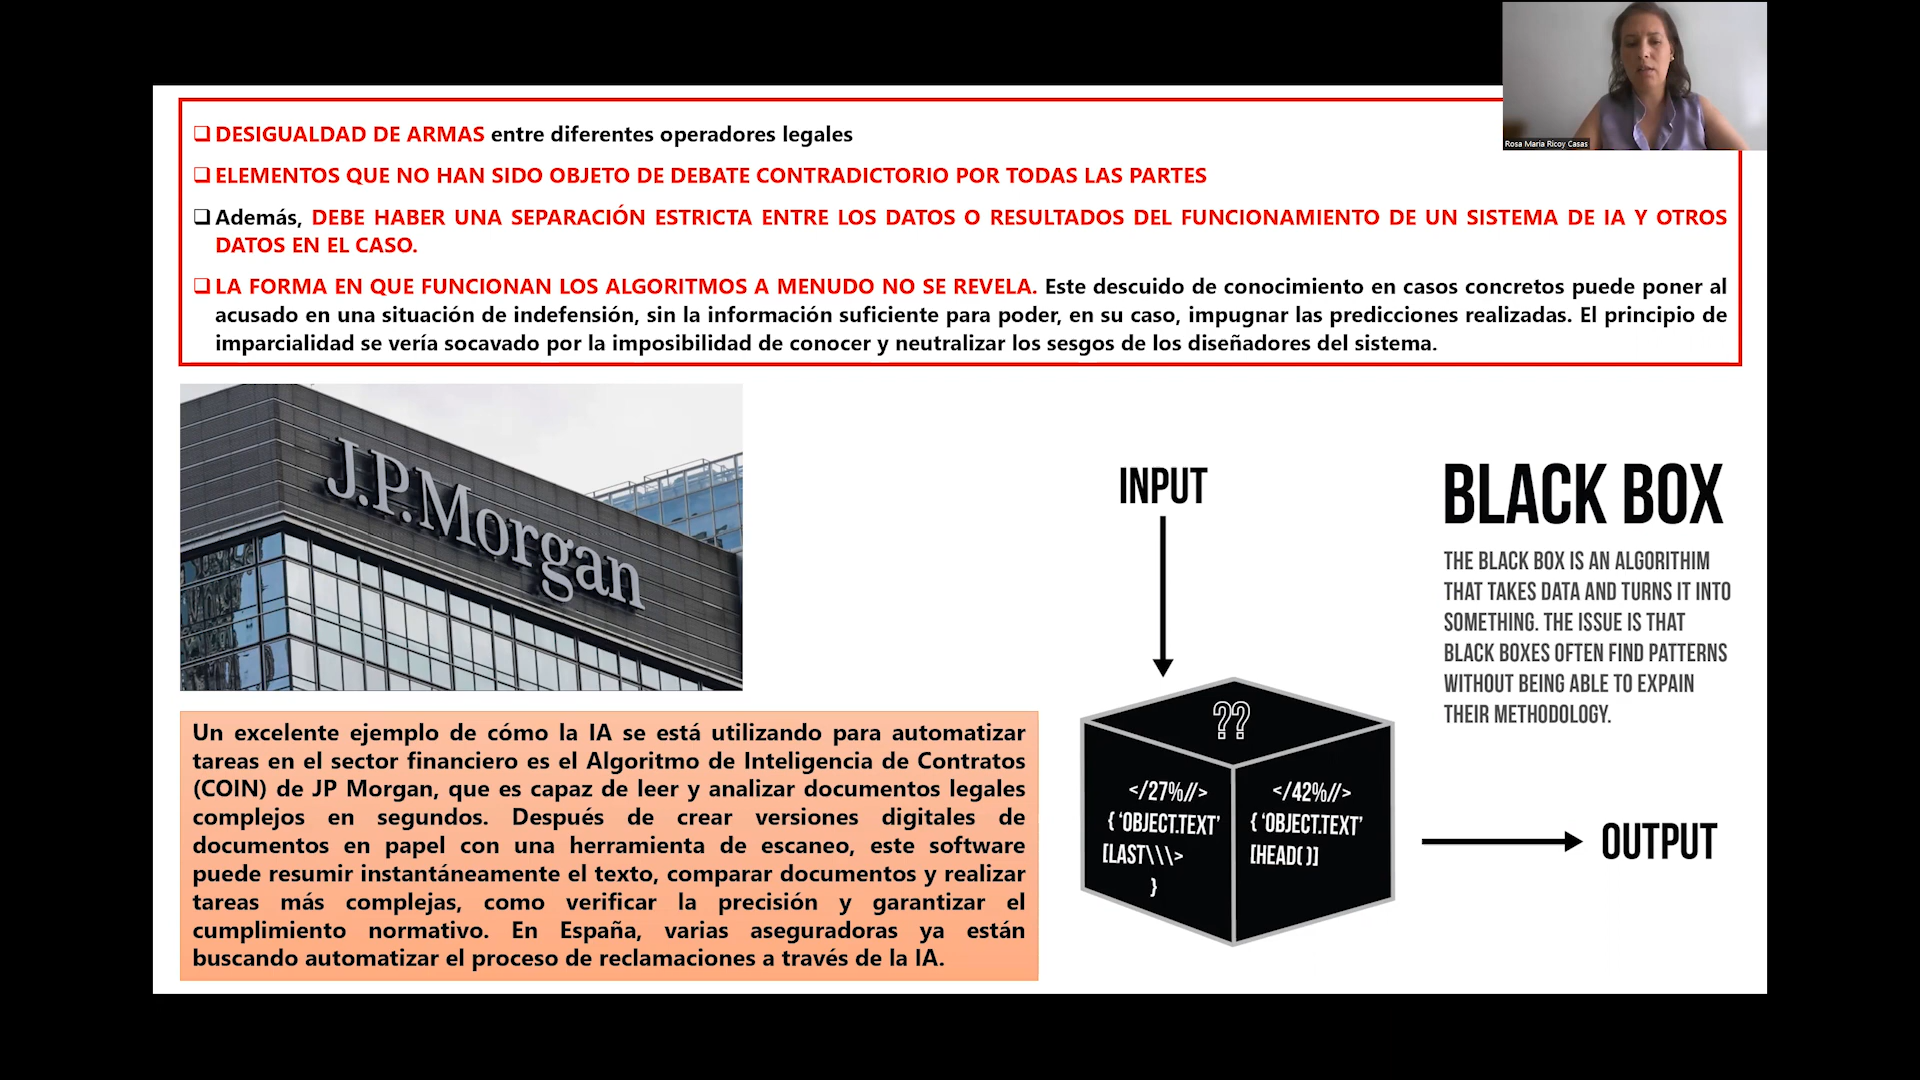 Rosa Maria Ricoy Casas
❑ DESIGUALDAD DE ARMAS entre diferentes operadores legales
❑ ELEMENTOS QUE NO HAN SIDO OBJETO DE DEBATE CONTRADICTORIO POR TODAS LAS PARTES
❑ Además, DEBE HABER UNA SEPARACIÓN ESTRICTA ENTRE LOS DATOS O RESULTADOS DEL FUNCIONAMIENTO DE UN SISTEMA DE IA Y OTROS
DATOS EN EL CASO.
❑ LA FORMA EN QUE FUNCIONAN LOS ALGORITMOS A MENUDO NO SE REVELA. Este descuido de conocimiento en casos concretos puede poner al
acusado en una situación de indefensión, sin la información suficiente para poder, en su caso, impugnar las predicciones realizadas. El principio de
imparcialidad se vería socavado por la imposibilidad de conocer y neutralizar los sesgos de los diseñadores del sistema.
J.P.Morgan
Un excelente ejemplo de cómo la IA se está utilizando para automatizar
tareas en el sector financiero es el Algoritmo de Inteligencia de Contratos
(COIN) de JP Morgan, que es capaz de leer y analizar documentos legales
complejos en segundos. Después de crear versiones digitales de
documentos en papel con una herramienta de escaneo, este software
puede resumir instantáneamente el texto, comparar documentos y realizar
tareas más complejas, como verificar la precisión y garantizar el
cumplimiento normativo. En España, varias aseguradoras ya están
buscando automatizar el proceso de reclamaciones a través de la IA.
INPUT
??
</27%//>
{ 'OBJECT.TEXT'
[LAST\\\>
}
</42%//>
{ 'OBJECT.TEXT'
[HEAD( )]
OUTPUT
BLACK BOX
THE BLACK BOX IS AN ALGORITHIM
THAT TAKES DATA AND TURNS IT INTO
SOMETHING. THE ISSUE IS THAT
BLACK BOXES OFTEN FIND PATTERNS
WITHOUT BEING ABLE TO EXPAIN
THEIR METHODOLOGY.